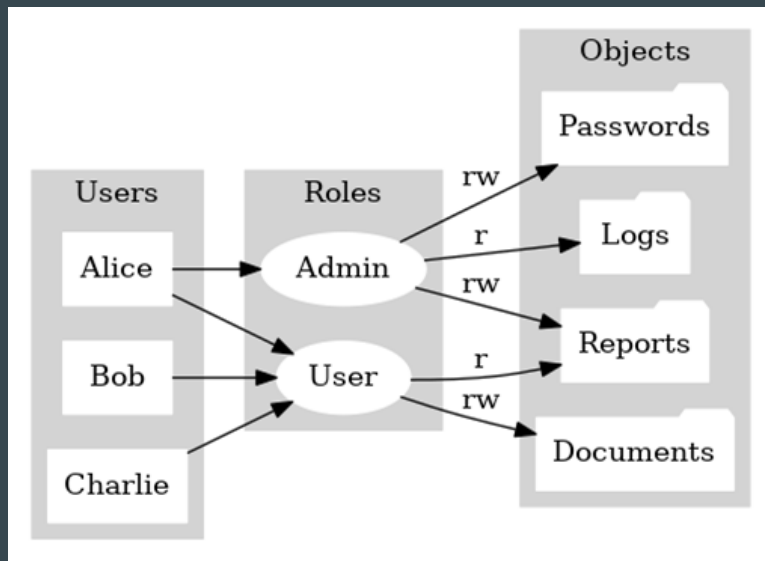 Users
Alice
Bob
Charlie
Roles
Admin
User
rw
r
rw
r
rw
Objects
Passwords
Logs
Reports
Documents